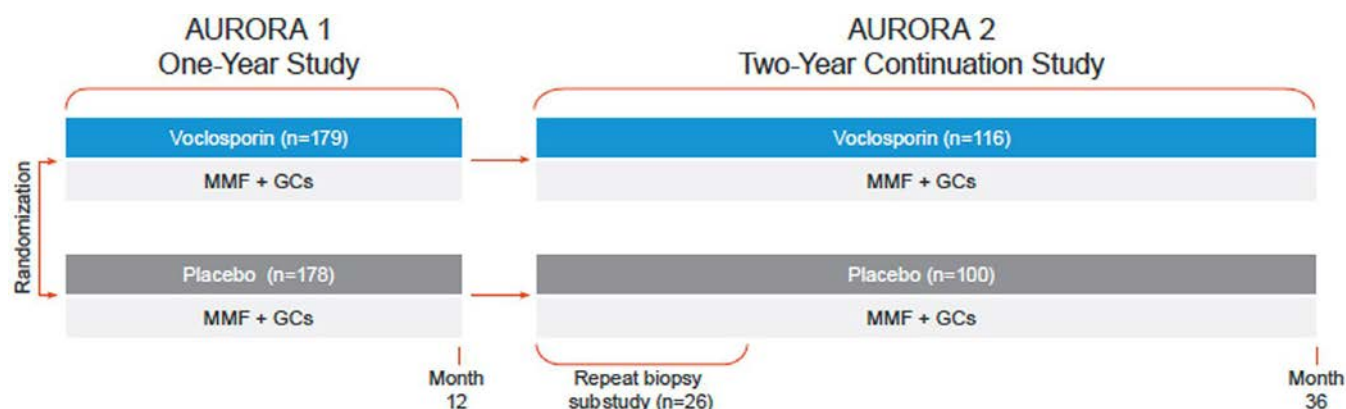 AURORA 1
One-Year Study
AURORA 2
Two-Year Continuation Study
Randomization
Voclosporin (n=179)
MMF + GCs
Voclosporin (n=116)
MMF + GCs
Placebo (n=178)
MMF + GCs
Placebo (n=100)
MMF + GCs
Month
12
Repeat biopsy
substudy (n=26)
Month
36